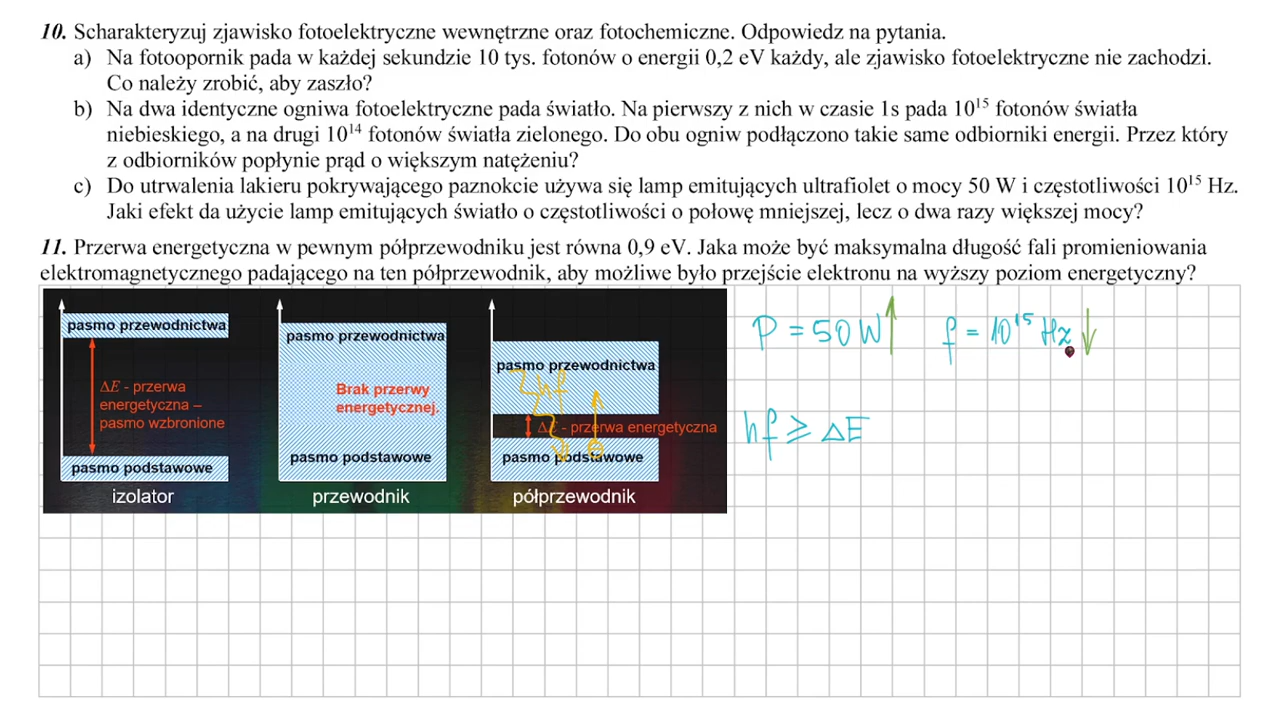 10. Scharakteryzuj zjawisko fotoelektryczne wewnętrzne oraz fotochemiczne. Odpowiedz na pytania.
a) Na fotoopornik pada w każdej sekundzie 10 tys. fotonów o energii 0,2 eV każdy, ale zjawisko fotoelektryczne nie zachodzi.
Co należy zrobić, aby zaszło?
b) Na dwa identyczne ogniwa fotoelektryczne pada światło. Na pierwszy z nich w czasie 1s pada 10¹⁵ fotonów światła
niebieskiego, a na drugi 10¹⁴ fotonów światła zielonego. Do obu ogniw podłączono takie same odbiorniki energii. Przez który
z odbiorników popłynie prąd o większym natężeniu?
c) Do utrwalenia lakieru pokrywającego paznokcie używa się lamp emitujących ultrafiolet o mocy 50 W i częstotliwości 10¹⁵ Hz.
Jaki efekt da użycie lamp emitujących światło o częstotliwości o połowę mniejszej, lecz o dwa razy większej mocy?
11. Przerwa energetyczna w pewnym półprzewodniku jest równa 0,9 eV. Jaka może być maksymalna długość fali promieniowania
elektromagnetycznego padającego na ten półprzewodnik, aby możliwe było przejście elektronu na wyższy poziom energetyczny?
pasmo przewodnictwa
ΔE - przerwa
energetyczna –
pasmo wzbronione
pasmo podstawowe
izolator
pasmo przewodnictwa
Brak przerwy
energetycznej.
pasmo podstawowe
przewodnik
pasmo przewodnictwa
hf
ΔE - przerwa energetyczna
pasmo podstawowe
półprzewodnik
P = 50 W↑ f = 10¹⁵ Hz ↓
hf ⩾ ΔE